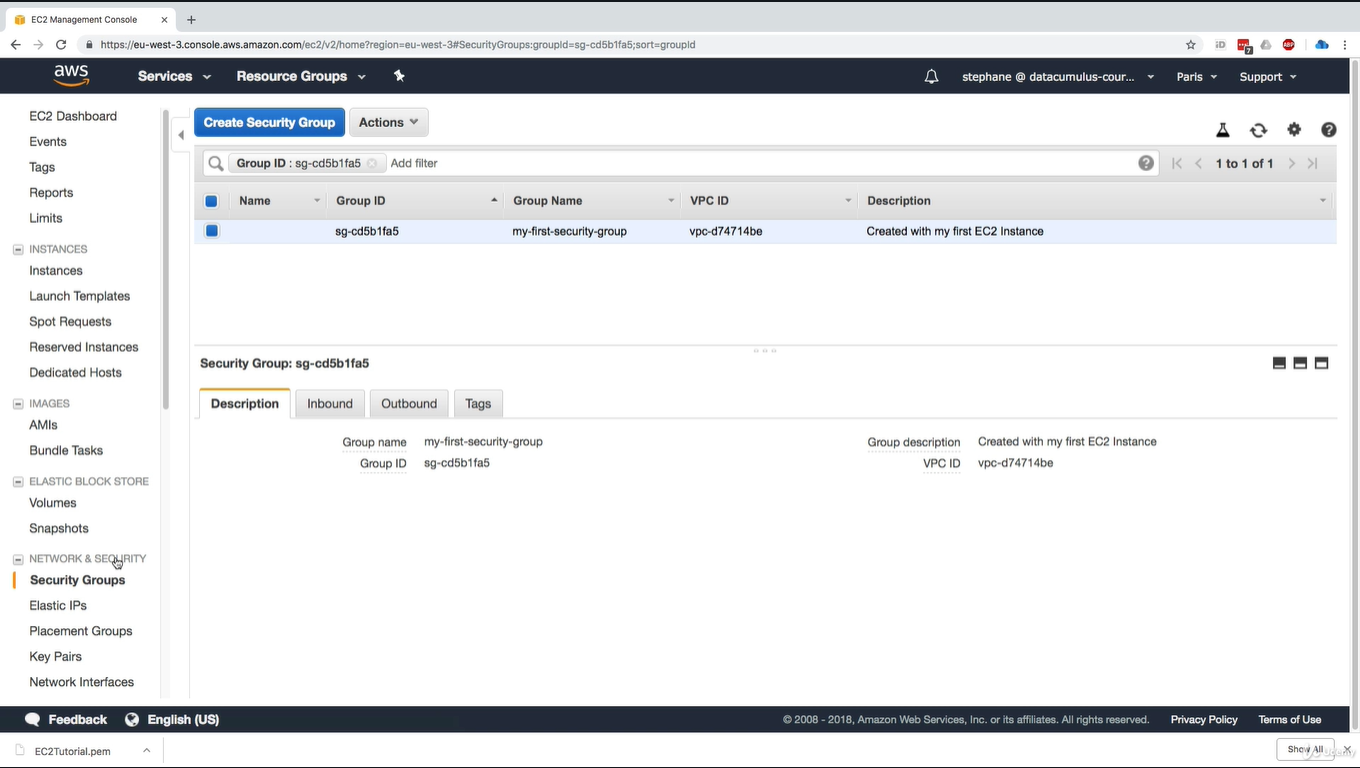 EC2 Management Console
https://eu-west-3.console.aws.amazon.com/ec2/v2/home?region=eu-west-3#SecurityGroups:groupId=sg-cd5b1fa5;sort=groupId
iD 7 ABP
aws Services Resource Groups stephane @ datacumulus-cour... Paris Support
EC2 Dashboard
Events
Tags
Reports
Limits
INSTANCES
Instances
Launch Templates
Spot Requests
Reserved Instances
Dedicated Hosts
IMAGES
AMIs
Bundle Tasks
ELASTIC BLOCK STORE
Volumes
Snapshots
NETWORK & SECURITY
Security Groups
Elastic IPs
Placement Groups
Key Pairs
Network Interfaces
Create Security Group Actions
Group ID : sg-cd5b1fa5 Add filter 1 to 1 of 1
Name Group ID Group Name VPC ID Description
sg-cd5b1fa5 my-first-security-group vpc-d74714be Created with my first EC2 Instance
Security Group: sg-cd5b1fa5
Description Inbound Outbound Tags
Group name my-first-security-group Group description Created with my first EC2 Instance
Group ID sg-cd5b1fa5 VPC ID vpc-d74714be
Feedback English (US) © 2008 - 2018, Amazon Web Services, Inc. or its affiliates. All rights reserved. Privacy Policy Terms of Use
EC2Tutorial.pem Show All
Udemy